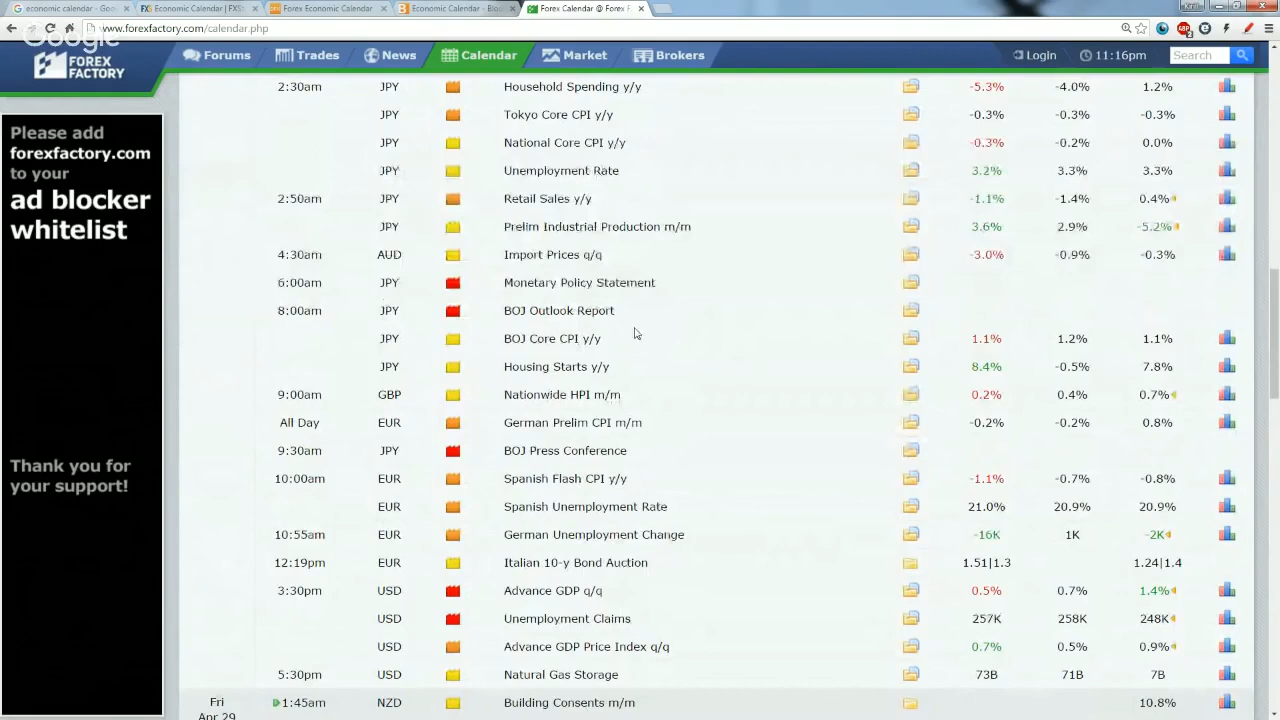 economic calendar - Goo
FXS Economic Calendar | FXSt
Forex Economic Calendar
Economic Calendar - Bloo
Forex Calendar @ Forex F
www.forexfactory.com/calendar.php
Google
FOREX FACTORY
Forums Trades News Calendar Market Brokers Login 11:16pm Search
Please add
forexfactory.com
to your
ad blocker
whitelist
Thank you for
your support!
2:30am JPY Household Spending y/y -5.3% -4.0% 1.2%
JPY Tokyo Core CPI y/y -0.3% -0.3% -0.3%
JPY National Core CPI y/y -0.3% -0.2% 0.0%
JPY Unemployment Rate 3.2% 3.3% 3.3%
2:50am JPY Retail Sales y/y -1.1% -1.4% 0.4%
JPY Prelim Industrial Production m/m 3.6% 2.9% -5.2%
4:30am AUD Import Prices q/q -3.0% -0.9% -0.3%
6:00am JPY Monetary Policy Statement
8:00am JPY BOJ Outlook Report
JPY BOJ Core CPI y/y 1.1% 1.2% 1.1%
JPY Housing Starts y/y 8.4% -0.5% 7.8%
9:00am GBP Nationwide HPI m/m 0.2% 0.4% 0.7%
All Day EUR German Prelim CPI m/m -0.2% -0.2% 0.8%
9:30am JPY BOJ Press Conference
10:00am EUR Spanish Flash CPI y/y -1.1% -0.7% -0.8%
EUR Spanish Unemployment Rate 21.0% 20.9% 20.9%
10:55am EUR German Unemployment Change -16K 1K -2K
12:19pm EUR Italian 10-y Bond Auction 1.51|1.3 1.24|1.4
3:30pm USD Advance GDP q/q 0.5% 0.7% 1.4%
USD Unemployment Claims 257K 258K 248K
USD Advance GDP Price Index q/q 0.7% 0.5% 0.9%
5:30pm USD Natural Gas Storage 73B 71B 7B
Fri 1:45am NZD Building Consents m/m 10.8%
Apr 29